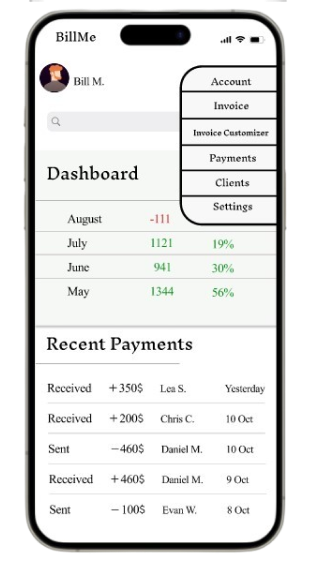 BillMe
Bill M.
Account
Invoice
Invoice Customizer
Payments
Clients
Settings
Dashboard
August -111
July 1121 19%
June 941 30%
May 1344 56%
Recent Payments
Received +350$ Lea S. Yesterday
Received +200$ Chris C. 10 Oct
Sent −460$ Daniel M. 10 Oct
Received +460$ Daniel M. 9 Oct
Sent −100$ Evan W. 8 Oct